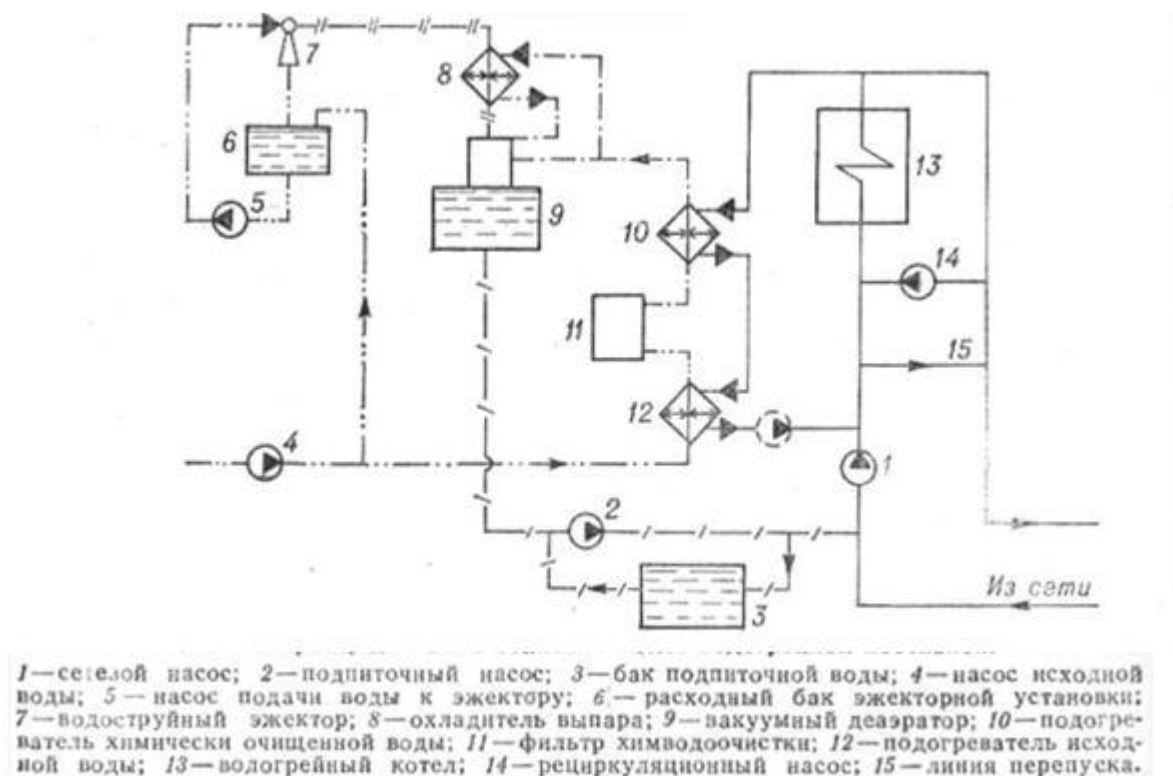 7
8
6
13
5
9
10
14
11
15
12
4
1
2
Из сети
3
1—сетевой насос; 2—подпиточный насос; 3—бак подпиточной воды; 4—насос исходной
воды; 5—насос подачи воды к эжектору; 6—расходный бак эжекторной установки;
7—водоструйный эжектор; 8—охладитель выпара; 9—вакуумный деаэратор; 10—подогре-
ватель химически очищенной воды; 11—фильтр химводоочистки; 12—подогреватель исход-
ной воды; 13—водогрейный котел; 14—рециркуляционный насос; 15—линия перепуска.